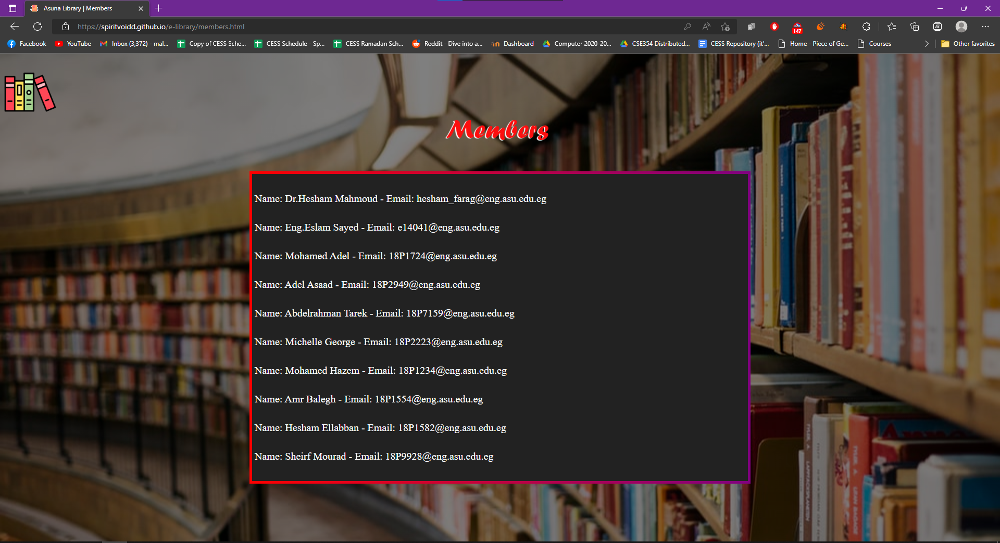 Asuna Library | Members
https://spiritvoidd.github.io/e-library/members.html
147
Facebook
YouTube
Inbox (3,372) - mal...
Copy of CESS Sche...
CESS Schedule - Sp...
CESS Ramadan Sch...
Reddit - Dive into a...
Dashboard
Computer 2020-20...
CSE354 Distributed...
CESS Repository (it'...
Home - Piece of Ge...
Courses
Other favorites
Members
Name: Dr.Hesham Mahmoud - Email: hesham_farag@eng.asu.edu.eg
Name: Eng.Eslam Sayed - Email: e14041@eng.asu.edu.eg
Name: Mohamed Adel - Email: 18P1724@eng.asu.edu.eg
Name: Adel Asaad - Email: 18P2949@eng.asu.edu.eg
Name: Abdelrahman Tarek - Email: 18P7159@eng.asu.edu.eg
Name: Michelle George - Email: 18P2223@eng.asu.edu.eg
Name: Mohamed Hazem - Email: 18P1234@eng.asu.edu.eg
Name: Amr Balegh - Email: 18P1554@eng.asu.edu.eg
Name: Hesham Ellabban - Email: 18P1582@eng.asu.edu.eg
Name: Sheirf Mourad - Email: 18P9928@eng.asu.edu.eg